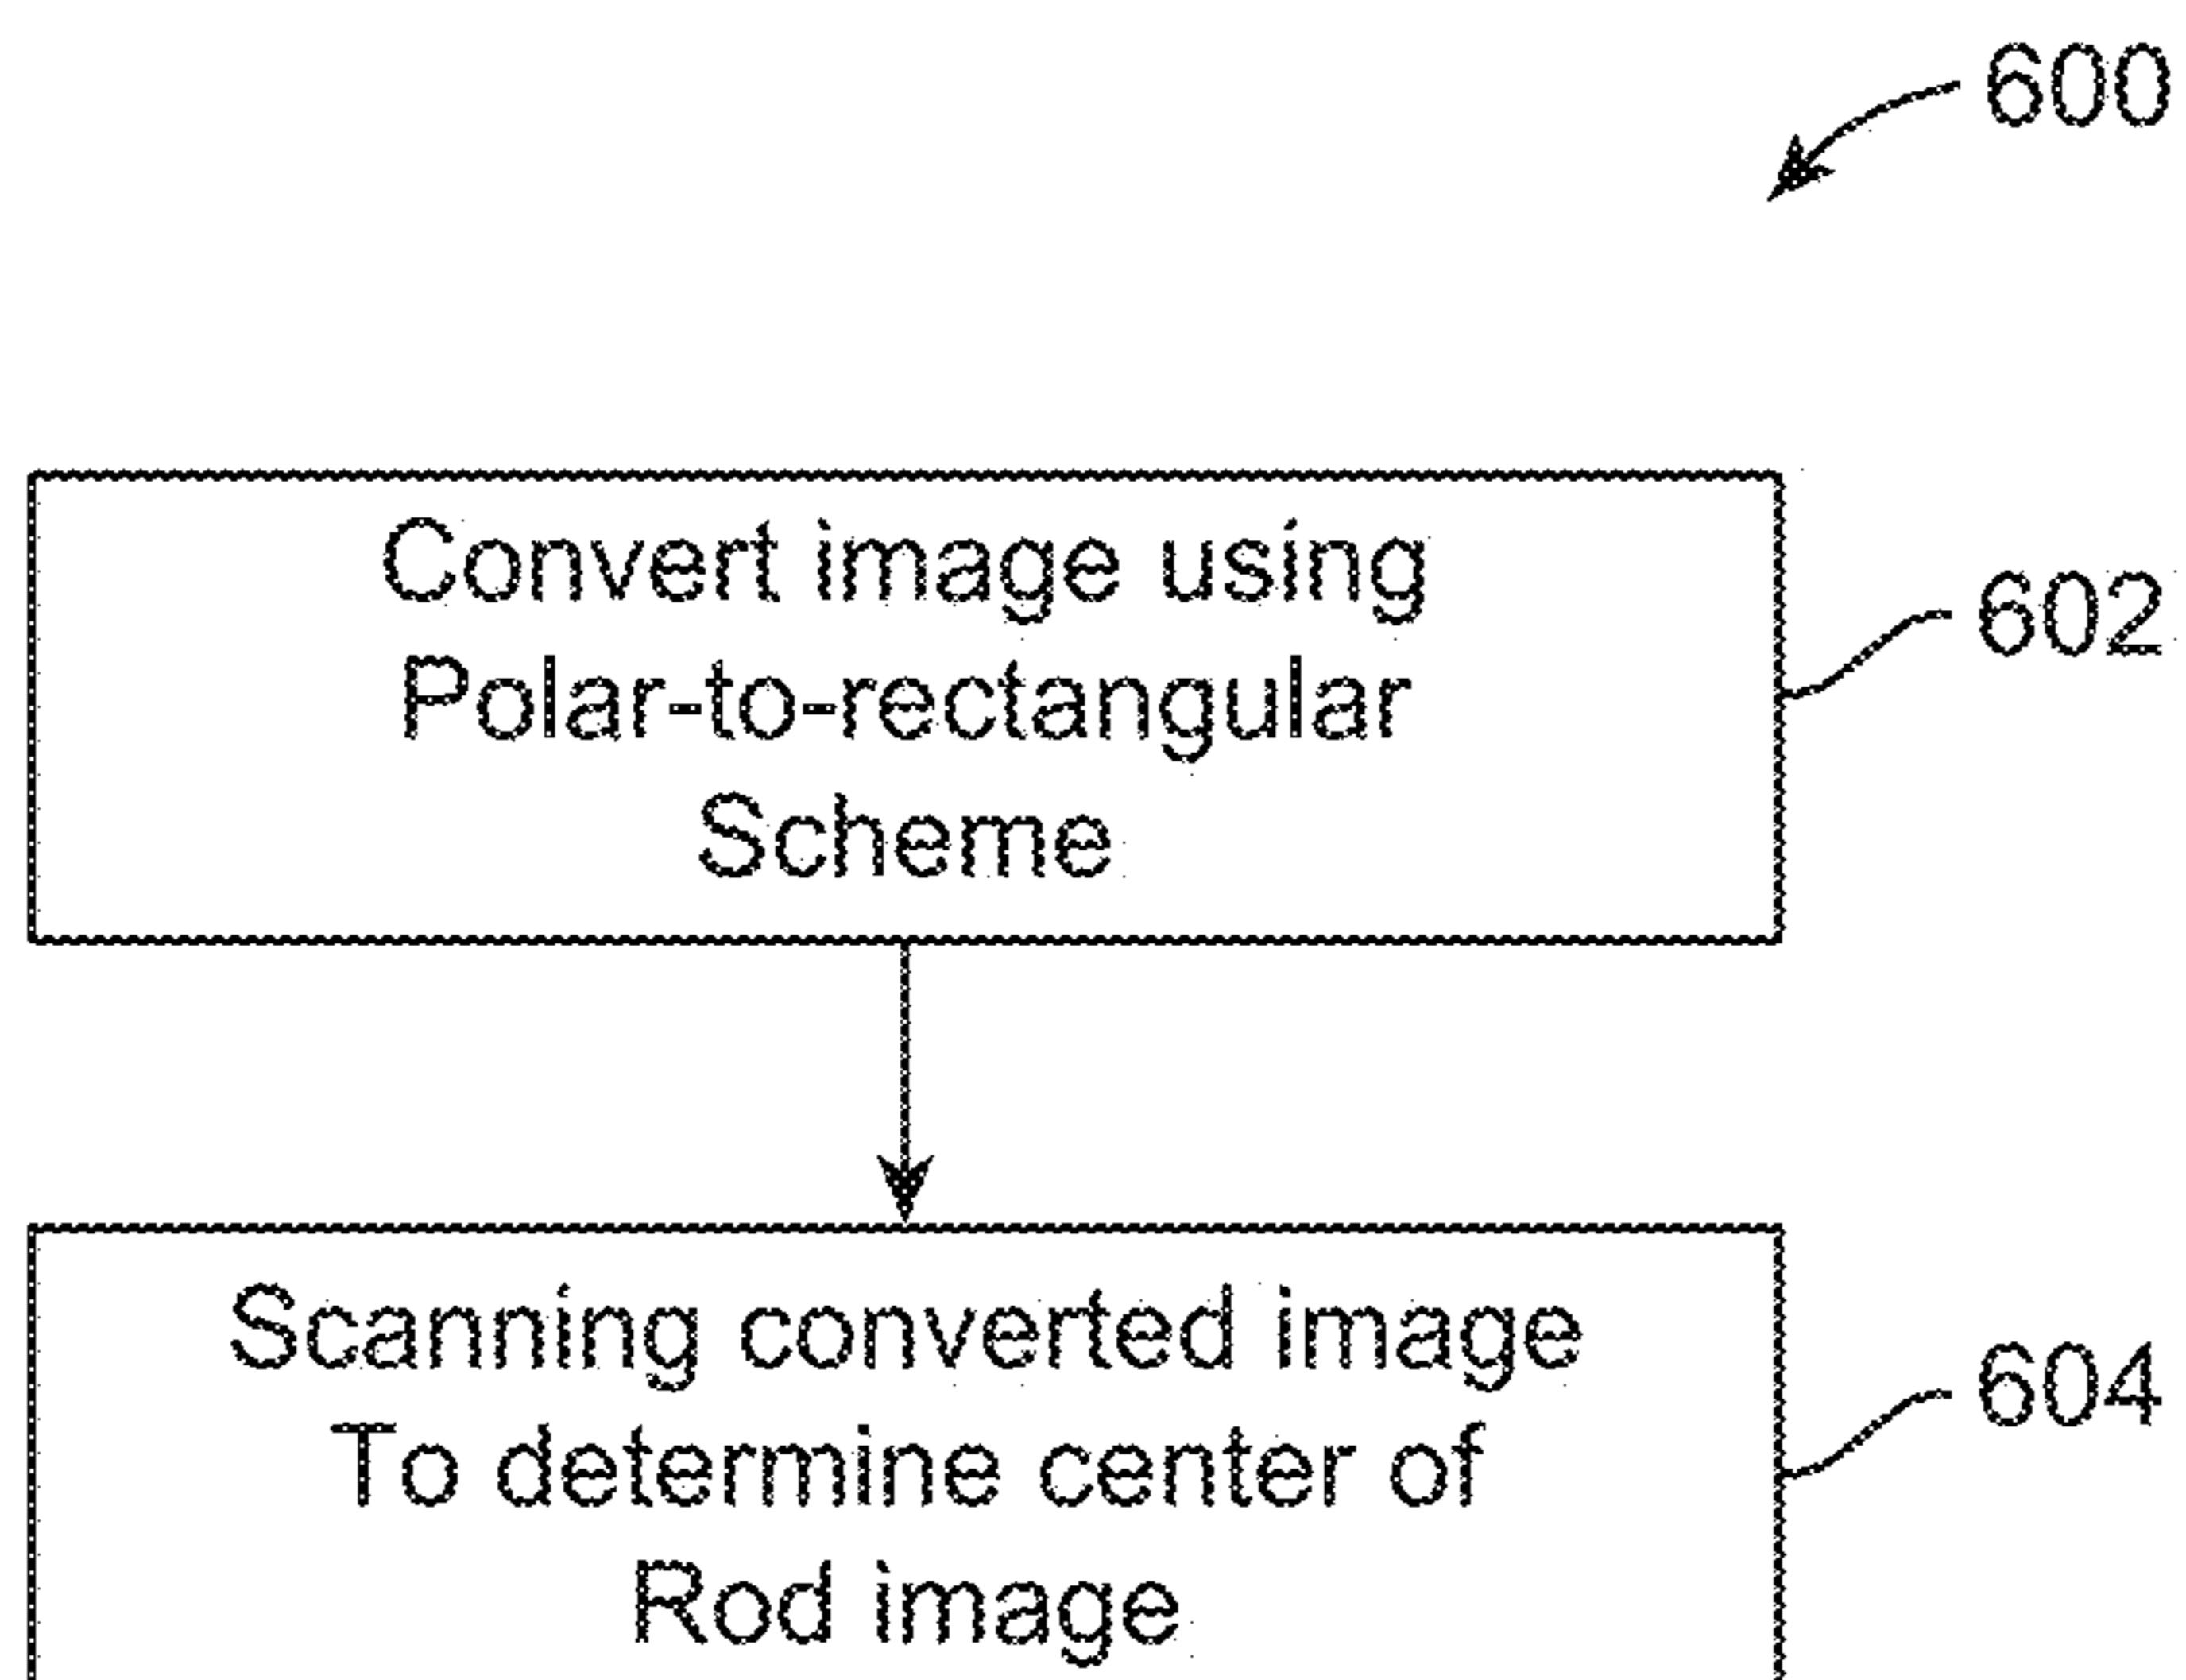 600
Convert image using
Polar-to-rectangular
Scheme
602
Scanning converted image
To determine center of
Rod image
604